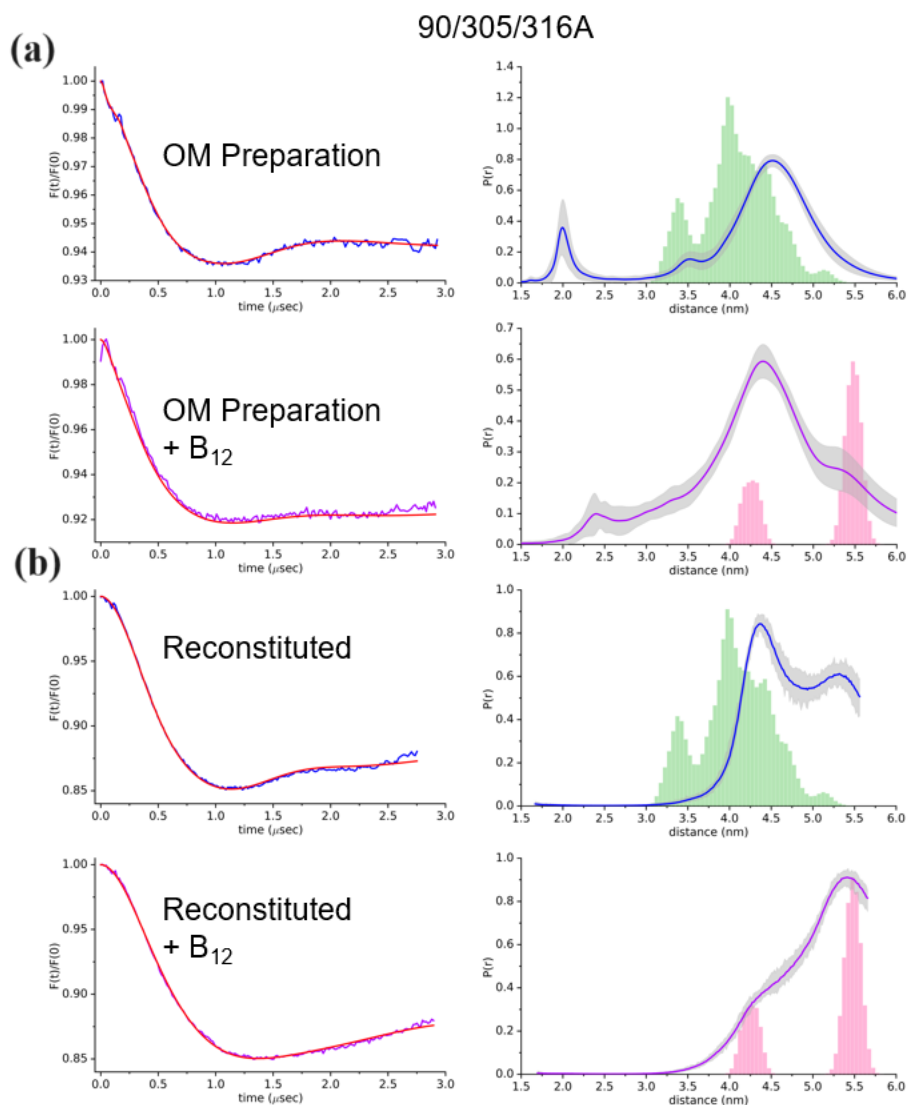 90/305/316A
(a)
F(t)/F(0)
1.00
0.99
0.98
0.97
0.96
0.95
0.94
0.93
OM Preparation
0.0 0.5 1.0 1.5 2.0 2.5 3.0
time (μsec)
P(r)
1.4
1.2
1.0
0.8
0.6
0.4
0.2
0.0
1.5 2.0 2.5 3.0 3.5 4.0 4.5 5.0 5.5 6.0
distance (nm)
F(t)/F(0)
1.00
0.98
0.96
0.94
0.92
OM Preparation
+ B12
0.0 0.5 1.0 1.5 2.0 2.5 3.0
time (μsec)
P(r)
0.7
0.6
0.5
0.4
0.3
0.2
0.1
0.0
1.5 2.0 2.5 3.0 3.5 4.0 4.5 5.0 5.5 6.0
distance (nm)
(b)
F(t)/F(0)
1.00
0.95
0.90
0.85
Reconstituted
0.0 0.5 1.0 1.5 2.0 2.5 3.0
time (μsec)
P(r)
1.0
0.8
0.6
0.4
0.2
0.0
1.5 2.0 2.5 3.0 3.5 4.0 4.5 5.0 5.5 6.0
distance (nm)
F(t)/F(0)
1.00
0.95
0.90
0.85
Reconstituted
+ B12
0.0 0.5 1.0 1.5 2.0 2.5 3.0
time (μsec)
P(r)
1.0
0.8
0.6
0.4
0.2
0.0
1.5 2.0 2.5 3.0 3.5 4.0 4.5 5.0 5.5 6.0
distance (nm)